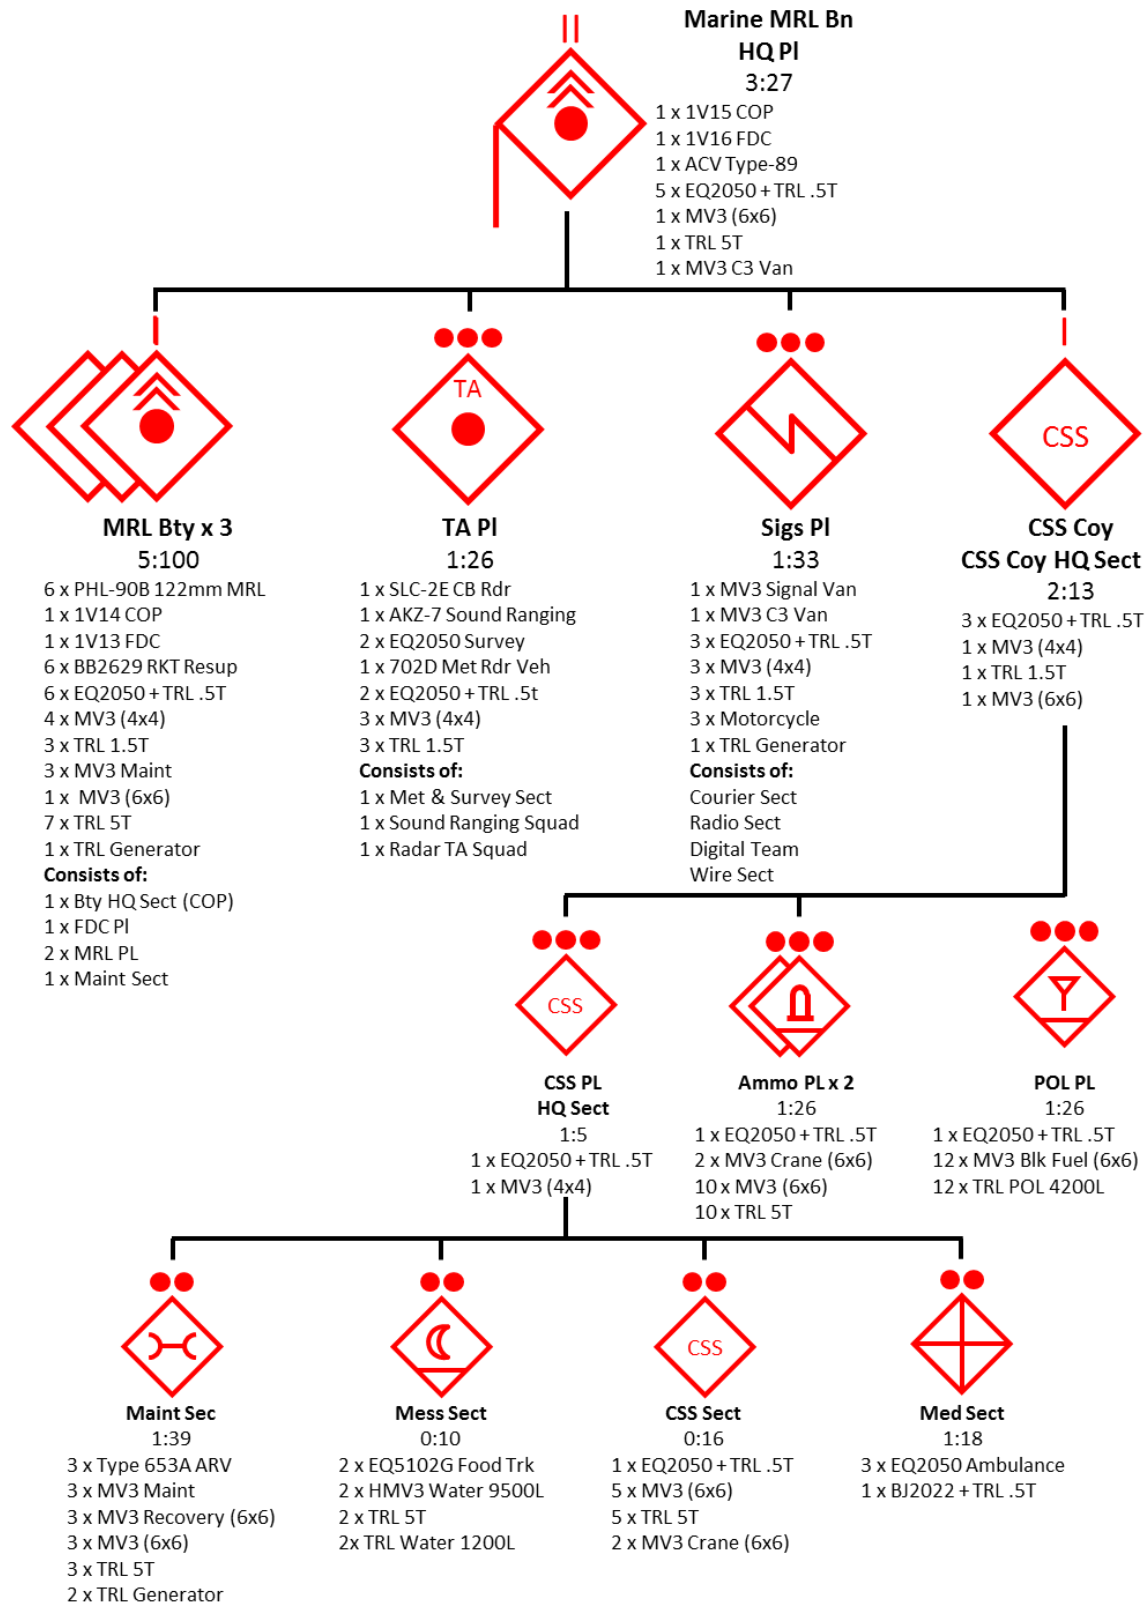 Marine MRL Bn
HQ Pl
3:27
1 x 1V15 COP
1 x 1V16 FDC
1 x ACV Type-89
5 x EQ2050 + TRL .5T
1 x MV3 (6x6)
1 x TRL 5T
1 x MV3 C3 Van
MRL Bty x 3
5:100
6 x PHL-90B 122mm MRL
1 x 1V14 COP
1 x 1V13 FDC
6 x BB2629 RKT Resup
6 x EQ2050 + TRL .5T
4 x MV3 (4x4)
3 x TRL 1.5T
3 x MV3 Maint
1 x MV3 (6x6)
7 x TRL 5T
1 x TRL Generator
Consists of:
1 x Bty HQ Sect (COP)
1 x FDC Pl
2 x MRL PL
1 x Maint Sect
TA
TA Pl
1:26
1 x SLC-2E CB Rdr
1 x AKZ-7 Sound Ranging
2 x EQ2050 Survey
1 x 702D Met Rdr Veh
2 x EQ2050 + TRL .5t
3 x MV3 (4x4)
3 x TRL 1.5T
Consists of:
1 x Met & Survey Sect
1 x Sound Ranging Squad
1 x Radar TA Squad
Sigs Pl
1:33
1 x MV3 Signal Van
1 x MV3 C3 Van
3 x EQ2050 + TRL .5T
3 x MV3 (4x4)
3 x TRL 1.5T
3 x Motorcycle
1 x TRL Generator
Consists of:
Courier Sect
Radio Sect
Digital Team
Wire Sect
CSS
CSS Coy
CSS Coy HQ Sect
2:13
3 x EQ2050 + TRL .5T
1 x MV3 (4x4)
1 x TRL 1.5T
1 x MV3 (6x6)
CSS
CSS PL
HQ Sect
1:5
1 x EQ2050 + TRL .5T
1 x MV3 (4x4)
Ammo PL x 2
1:26
1 x EQ2050 + TRL .5T
2 x MV3 Crane (6x6)
10 x MV3 (6x6)
10 x TRL 5T
POL PL
1:26
1 x EQ2050 + TRL .5T
12 x MV3 Blk Fuel (6x6)
12 x TRL POL 4200L
Maint Sec
1:39
3 x Type 653A ARV
3 x MV3 Maint
3 x MV3 Recovery (6x6)
3 x MV3 (6x6)
3 x TRL 5T
2 x TRL Generator
Mess Sect
0:10
2 x EQ5102G Food Trk
2 x HMV3 Water 9500L
2 x TRL 5T
2x TRL Water 1200L
CSS
CSS Sect
0:16
1 x EQ2050 + TRL .5T
5 x MV3 (6x6)
5 x TRL 5T
2 x MV3 Crane (6x6)
Med Sect
1:18
3 x EQ2050 Ambulance
1 x BJ2022 + TRL .5T